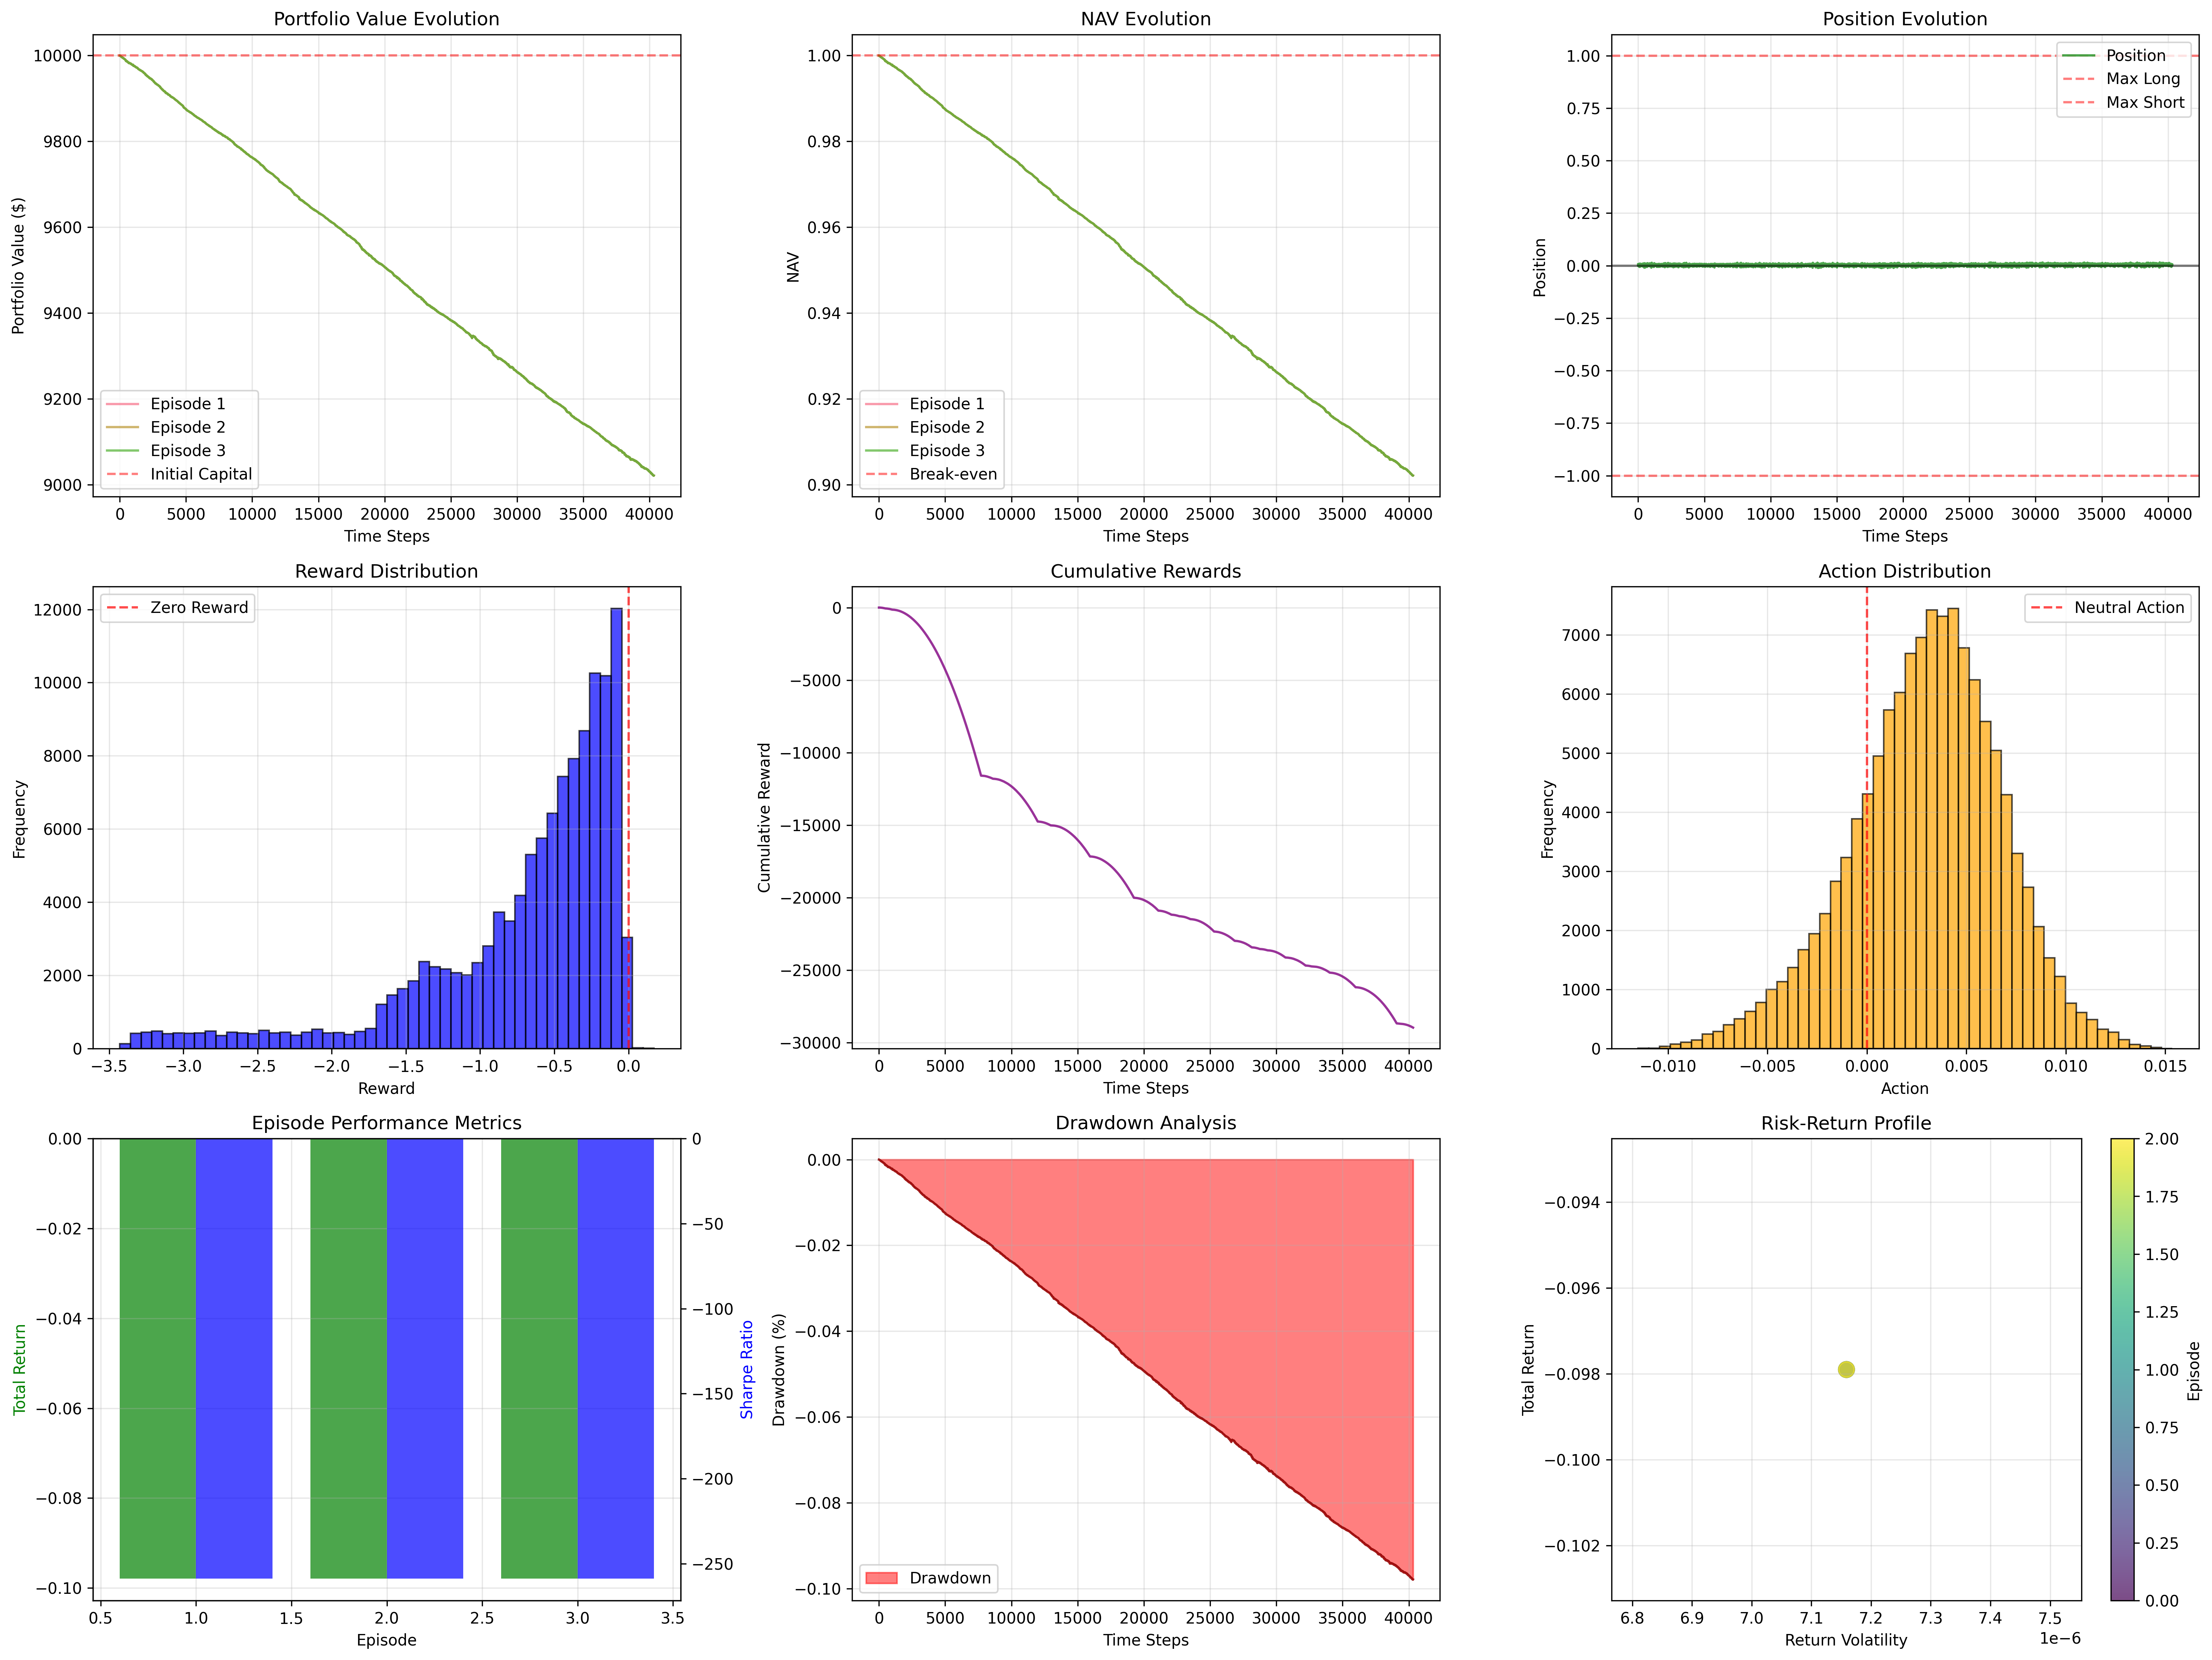 Portfolio Value Evolution
10000
9800
9600
9400
9200
9000
Portfolio Value ($)
Episode 1
Episode 2
Episode 3
Initial Capital
0 5000 10000 15000 20000 25000 30000 35000 40000
Time Steps
NAV Evolution
1.00
0.98
0.96
0.94
0.92
0.90
NAV
Episode 1
Episode 2
Episode 3
Break-even
0 5000 10000 15000 20000 25000 30000 35000 40000
Time Steps
Position Evolution
1.00
0.75
0.50
0.25
0.00
−0.25
−0.50
−0.75
−1.00
Position
Position
Max Long
Max Short
0 5000 10000 15000 20000 25000 30000 35000 40000
Time Steps
Reward Distribution
12000
10000
8000
6000
4000
2000
0
Frequency
Zero Reward
−3.5 −3.0 −2.5 −2.0 −1.5 −1.0 −0.5 0.0
Reward
Cumulative Rewards
0
−5000
−10000
−15000
−20000
−25000
−30000
Cumulative Reward
0 5000 10000 15000 20000 25000 30000 35000 40000
Time Steps
Action Distribution
7000
6000
5000
4000
3000
2000
1000
0
Frequency
Neutral Action
−0.010 −0.005 0.000 0.005 0.010 0.015
Action
Episode Performance Metrics
0.00
−0.02
−0.04
−0.06
−0.08
−0.10
Total Return
0
−50
−100
−150
−200
−250
Sharpe Ratio
0.5 1.0 1.5 2.0 2.5 3.0 3.5
Episode
Drawdown Analysis
0.00
−0.02
−0.04
−0.06
−0.08
−0.10
Drawdown (%)
Drawdown
0 5000 10000 15000 20000 25000 30000 35000 40000
Time Steps
Risk-Return Profile
−0.094
−0.096
−0.098
−0.100
−0.102
Total Return
6.8 6.9 7.0 7.1 7.2 7.3 7.4 7.5
1e−6
Return Volatility
2.00
1.75
1.50
1.25
1.00
0.75
0.50
0.25
0.00
Episode